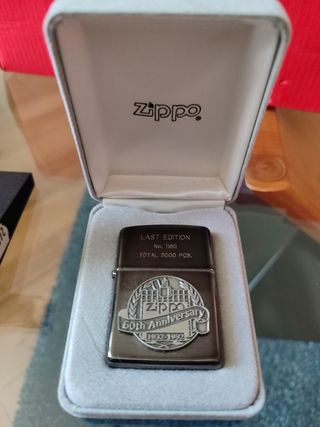 Zippo
LAST EDITION
No. 1180
TOTAL 3000 PCS.
Zippo
60th Anniversary
1932-1992